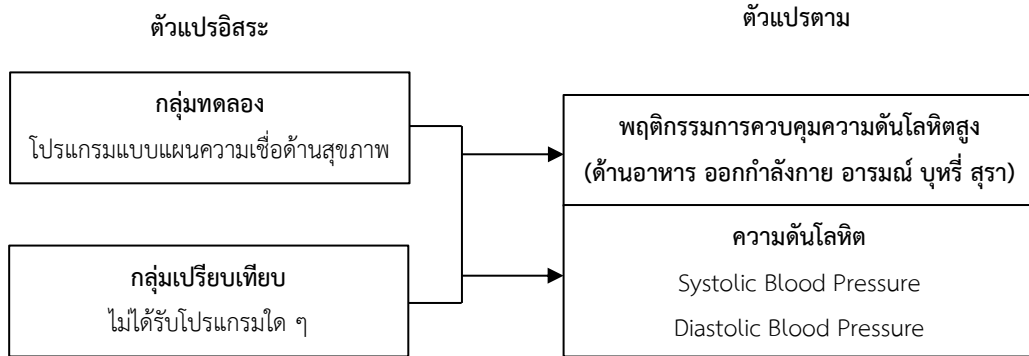 ตัวแปรอิสระ
ตัวแปรตาม
กลุ่มทดลอง
โปรแกรมแบบแผนความเชื่อด้านสุขภาพ
กลุ่มเปรียบเทียบ
ไม่ได้รับโปรแกรมใด ๆ
พฤติกรรมการควบคุมความดันโลหิตสูง
(ด้านอาหาร ออกกำลังกาย อารมณ์ บุหรี่ สุรา)
ความดันโลหิต
Systolic Blood Pressure
Diastolic Blood Pressure